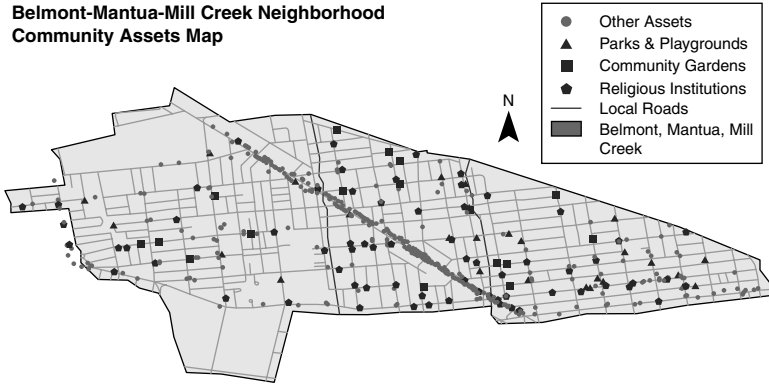 Belmont-Mantua-Mill Creek Neighborhood
Community Assets Map
Other Assets
Parks & Playgrounds
Community Gardens
Religious Institutions
Local Roads
Belmont, Mantua, Mill
Creek
N